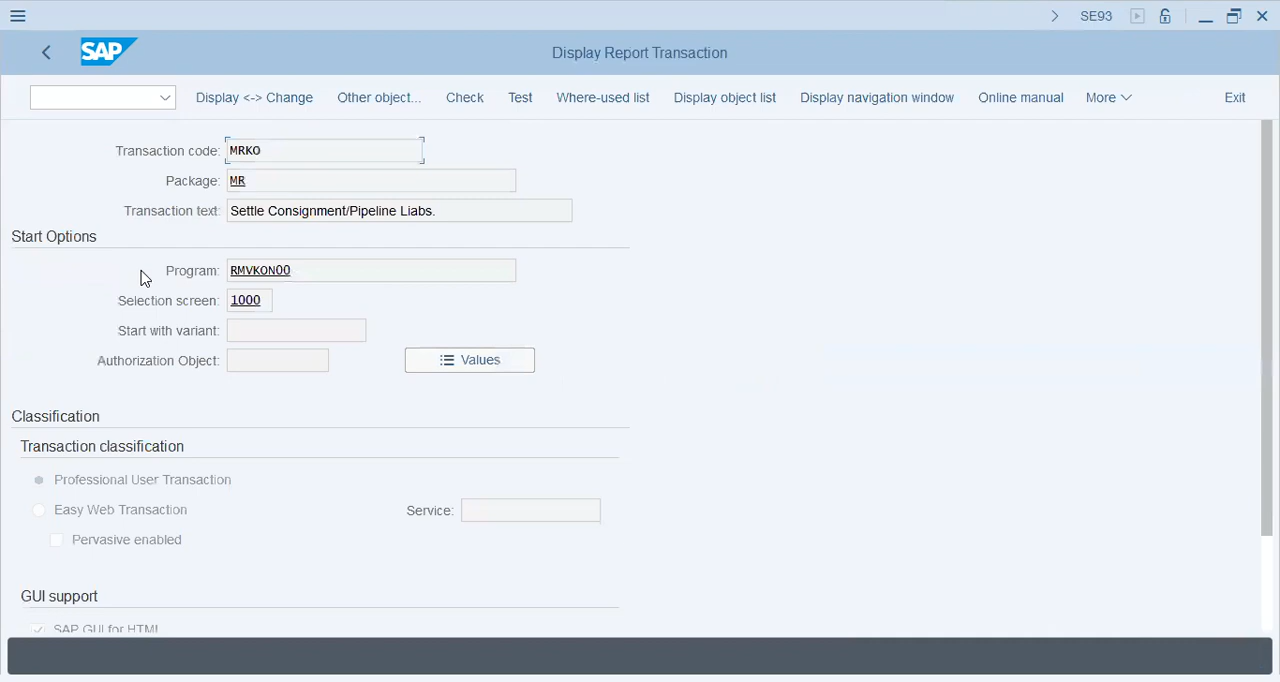 SE93
SAP
Display Report Transaction
Display <-> Change Other object... Check Test Where-used list Display object list Display navigation window Online manual More Exit
Transaction code: MRKO
Package: MR
Transaction text: Settle Consignment/Pipeline Liabs.
Start Options
Program: RMVKON00
Selection screen: 1000
Start with variant:
Authorization Object: Values
Classification
Transaction classification
Professional User Transaction
Easy Web Transaction Service:
Pervasive enabled
GUI support
SAP GUI for HTML